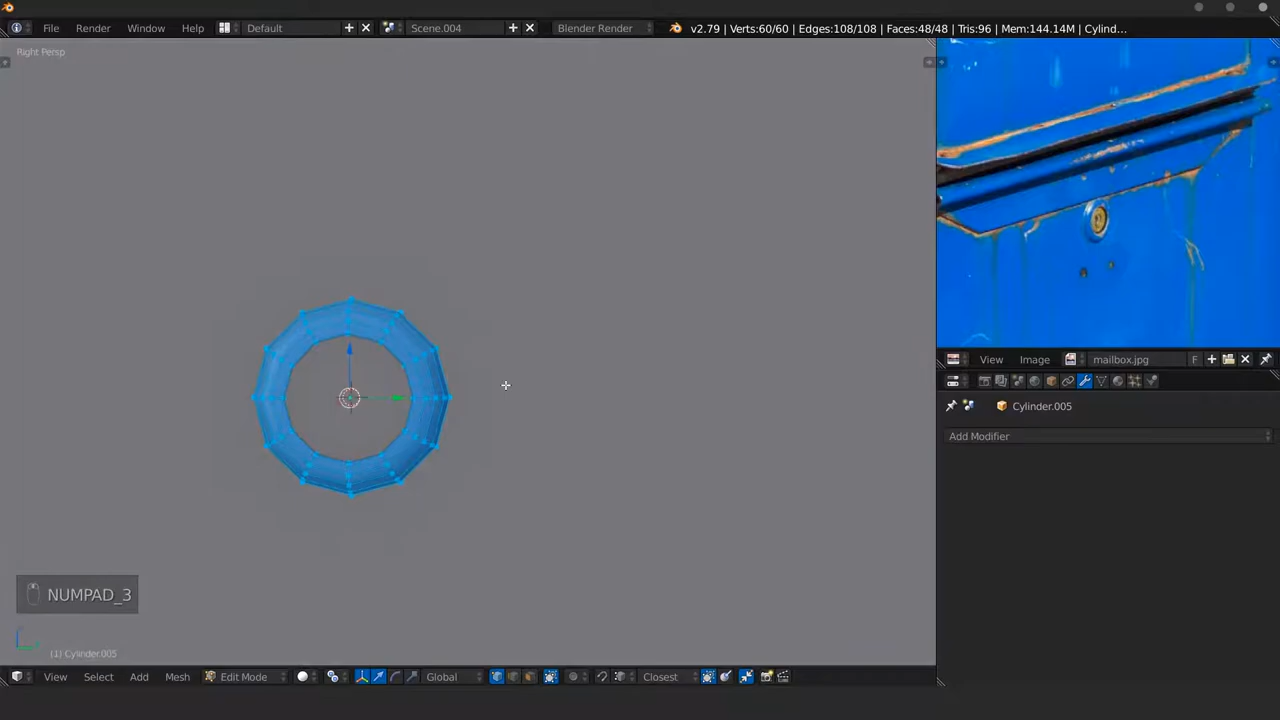 File Render Window Help Default Scene.004 Blender Render v2.79 | Verts:60/60 | Edges:108/108 | Faces:48/48 | Tris:96 | Mem:144.14M | Cylind...
Right Persp
View Image mailbox.jpg F
Cylinder.005
Add Modifier
NUMPAD_3
(1) Cylinder.005
View Select Add Mesh Edit Mode Global Closest